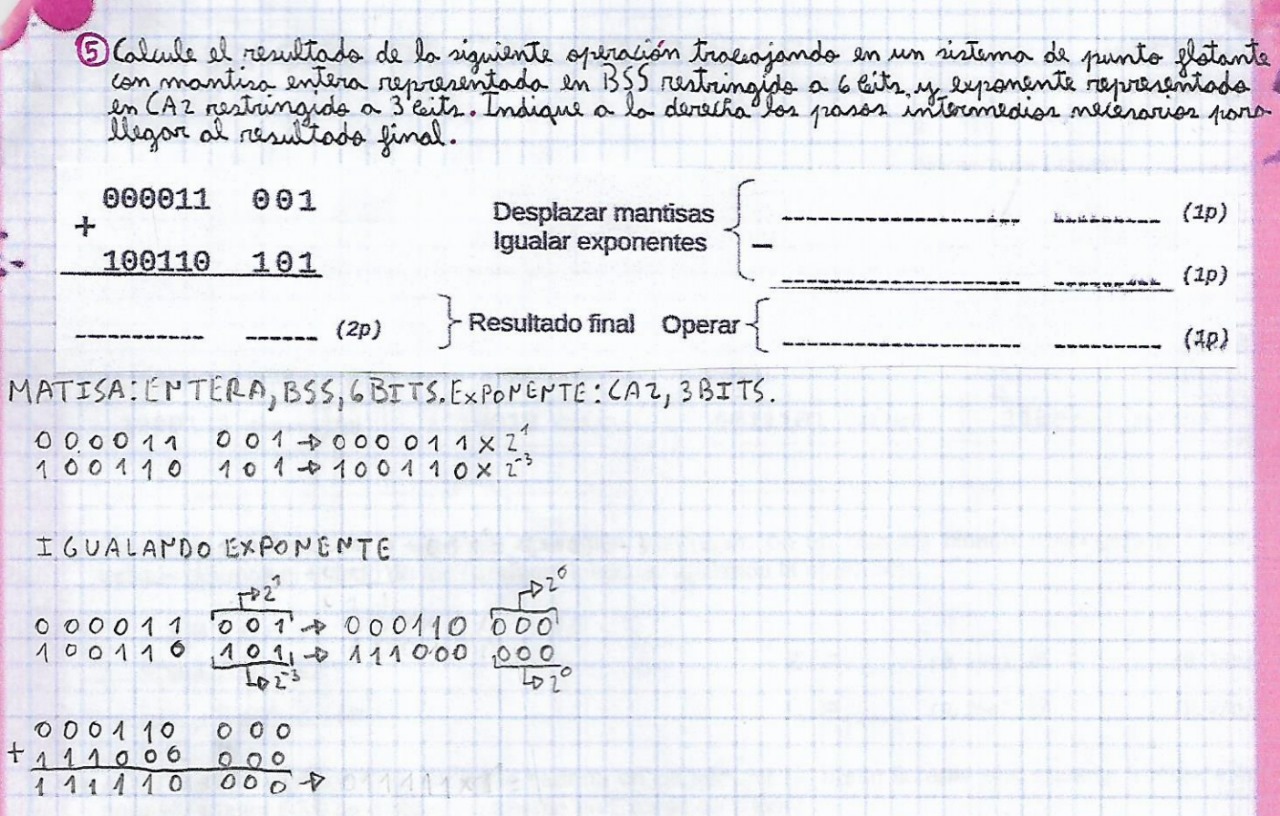 5 Calcule el resultado de la siguiente operación trabajando en un sistema de punto flotante
con mantisa entera representada en BSS restringido a 6 bits y exponente representado
en CA2 restringido a 3 bits. Indique a la derecha los pasos intermedios necesarios para
llegar al resultado final.
000011 001
+
100110 101
Desplazar mantisas
Igualar exponentes
(1p)
–
(1p)
(2p) } Resultado final Operar { (1p)
MATISA: ENTERA, BSS, 6 BITS. EXPONENTE: CA2, 3 BITS.
000011 001 → 000011 x 2^1
100110 101 → 100110 x 2^-3
IGUALANDO EXPONENTE
→2^1 →2^0
000011 001 → 000110 000
100110 101 → 111000 000
→2^-3 →2^0
000110 000
+ 111000 000
111110 000 →